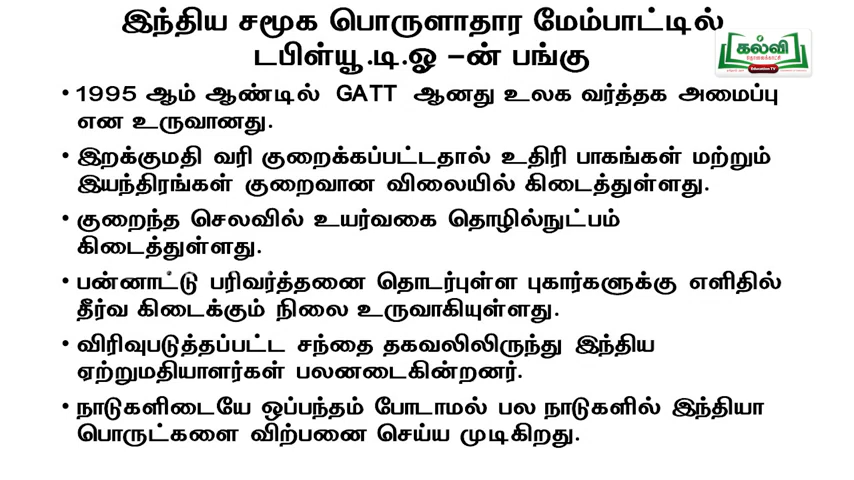 இந்திய சமூக பொருளாதார மேம்பாட்டில்
டபிள்யூ.டி.ஓ –ன் பங்கு
கல்வி
தொலைக்காட்சி
Education TV
• 1995 ஆம் ஆண்டில் GATT ஆனது உலக வர்த்தக அமைப்பு
என உருவானது.
• இறக்குமதி வரி குறைக்கப்பட்டதால் உதிரி பாகங்கள் மற்றும்
இயந்திரங்கள் குறைவான விலையில் கிடைத்துள்ளது.
• குறைந்த செலவில் உயர்வகை தொழில்நுட்பம்
கிடைத்துள்ளது.
• பன்னாட்டு பரிவர்த்தனை தொடர்புள்ள புகார்களுக்கு எளிதில்
தீர்வ கிடைக்கும் நிலை உருவாகியுள்ளது.
• விரிவுபடுத்தப்பட்ட சந்தை தகவலிலிருந்து இந்திய
ஏற்றுமதியாளர்கள் பலனடைகின்றனர்.
• நாடுகளிடையே ஒப்பந்தம் போடாமல் பல நாடுகளில் இந்தியா
பொருட்களை விற்பனை செய்ய முடிகிறது.